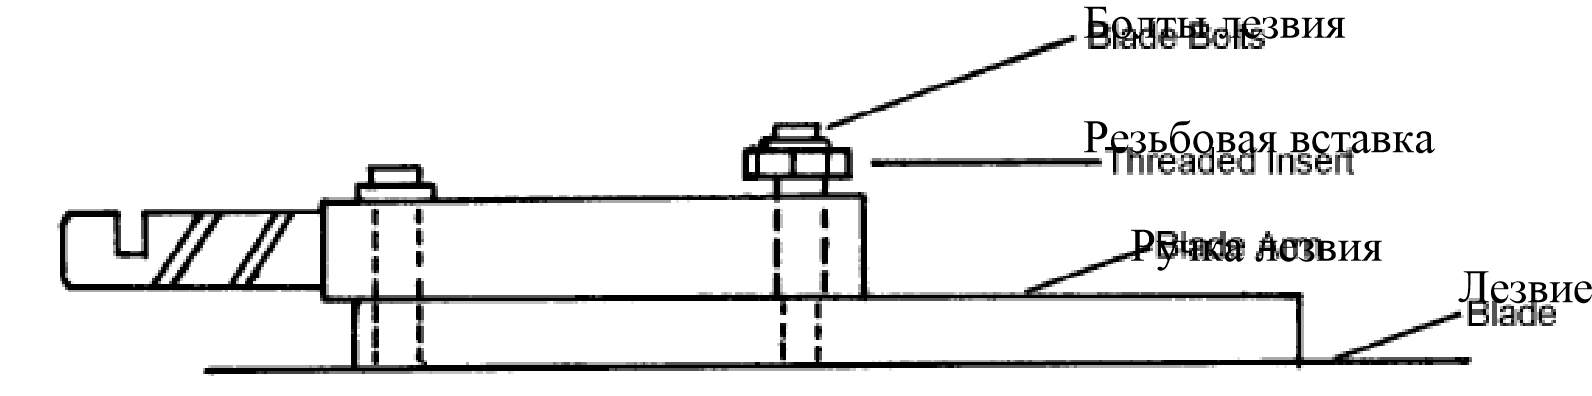 Болты лезвия
Blade Bolts
Резьбовая вставка
Threaded Insert
Ручка лезвия
Blade Arm
Лезвие
Blade